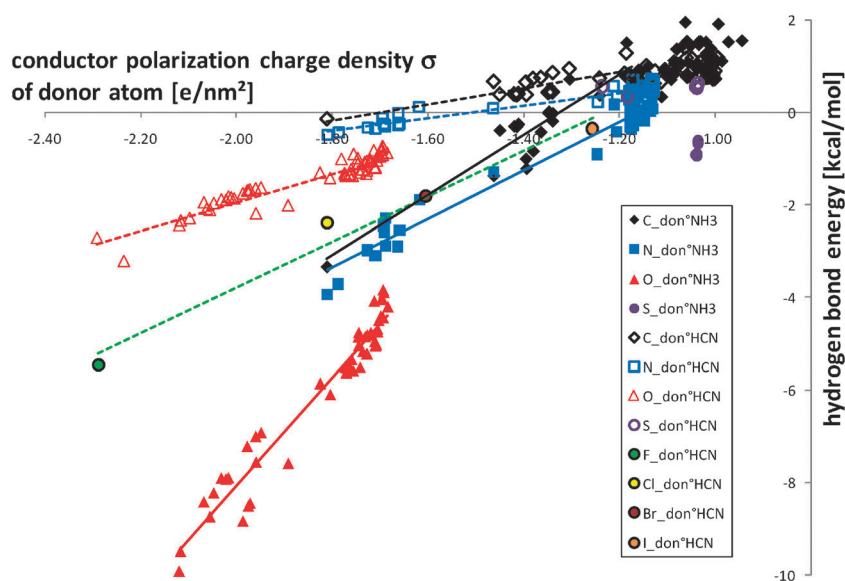 conductor polarization charge density σ
of donor atom [e/nm²]
-2.40 -2.20 -2.00 -1.80 -1.60 -1.40 -1.20 -1.00
2
0
-2
-4
-6
-8
-10
hydrogen bond energy [kcal/mol]
C_don°NH3
N_don°NH3
O_don°NH3
S_don°NH3
C_don°HCN
N_don°HCN
O_don°HCN
S_don°HCN
F_don°HCN
Cl_don°HCN
Br_don°HCN
I_don°HCN